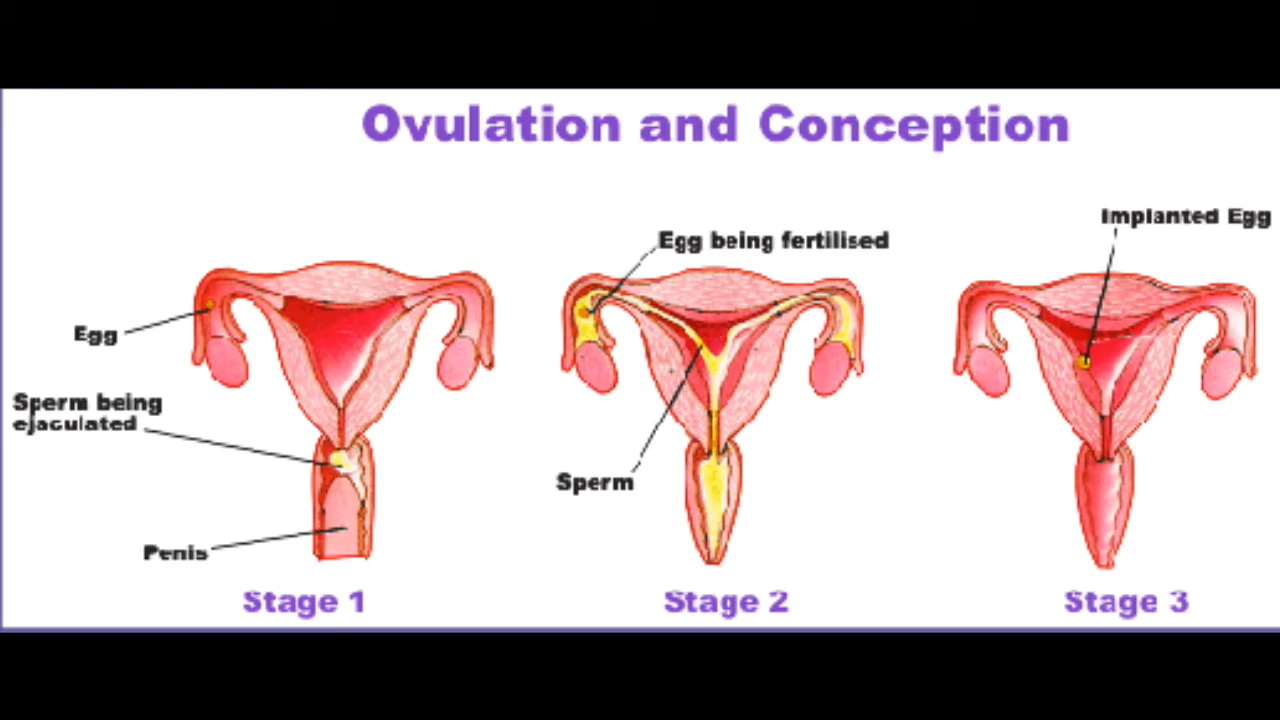 Ovulation and Conception
Implanted Egg
Egg being fertilised
Egg
Sperm being
ejaculated
Sperm
Penis
Stage 1
Stage 2
Stage 3